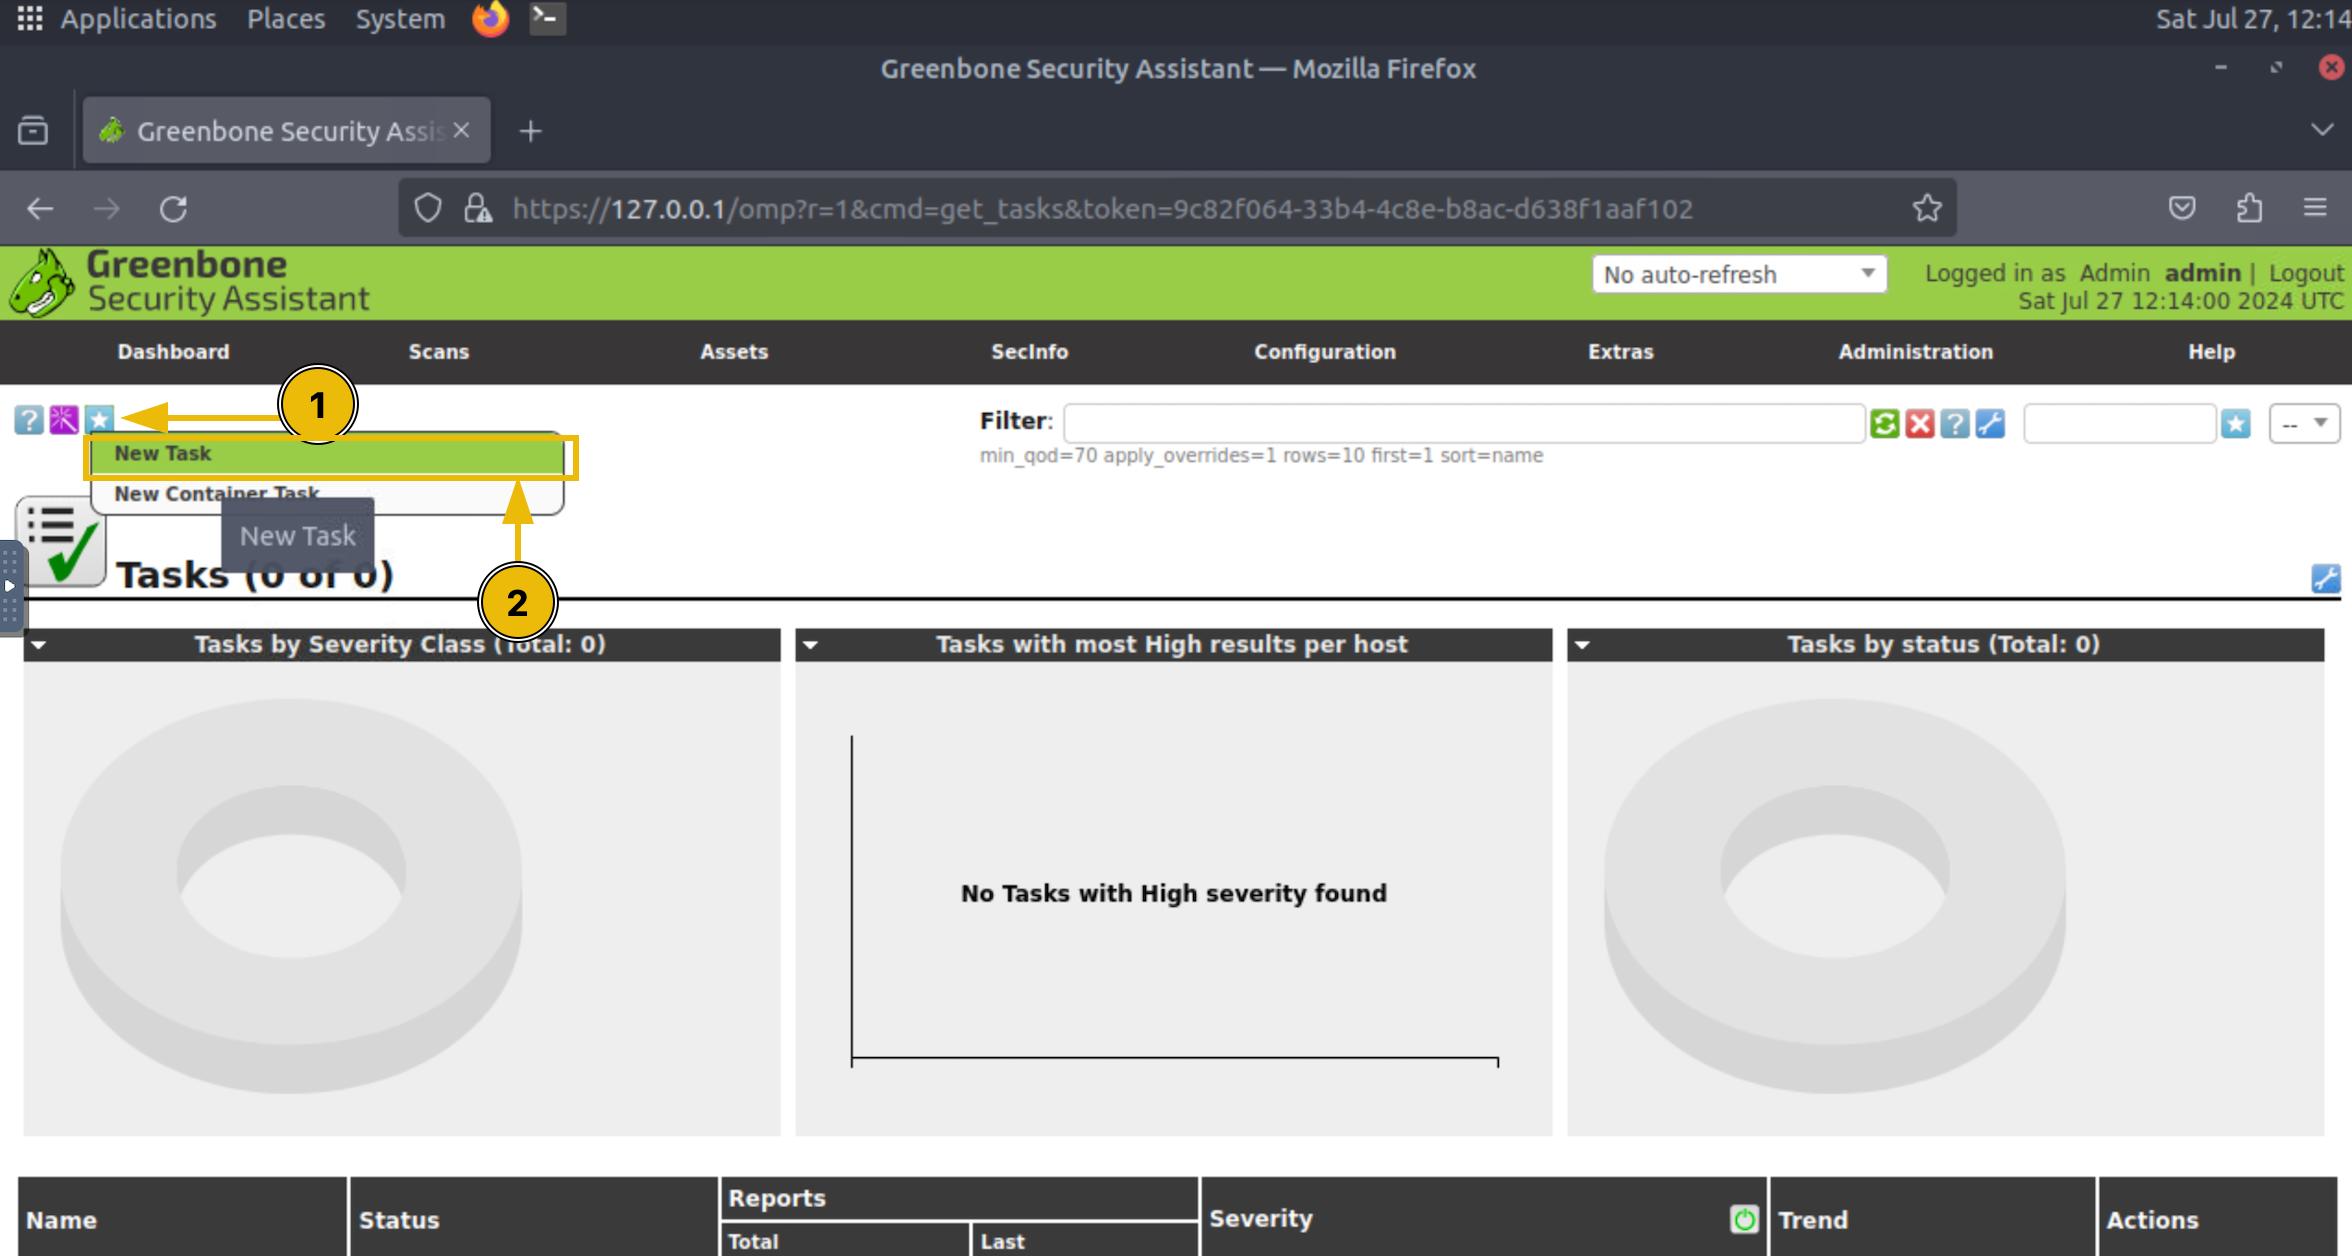 Applications Places System
Sat Jul 27, 12:14
Greenbone Security Assistant — Mozilla Firefox
Greenbone Security Assis
https://127.0.0.1/omp?r=1&cmd=get_tasks&token=9c82f064-33b4-4c8e-b8ac-d638f1aaf102
Greenbone
Security Assistant
No auto-refresh
Logged in as Admin admin | Logout
Sat Jul 27 12:14:00 2024 UTC
Dashboard Scans Assets SecInfo Configuration Extras Administration Help
1
Filter:
--
min_qod=70 apply_overrides=1 rows=10 first=1 sort=name
New Task
New Container Task
New Task
Tasks (0 of 0)
2
Tasks by Severity Class (Total: 0)
Tasks with most High results per host
Tasks by status (Total: 0)
No Tasks with High severity found
Name Status Reports Severity Trend Actions
Total Last